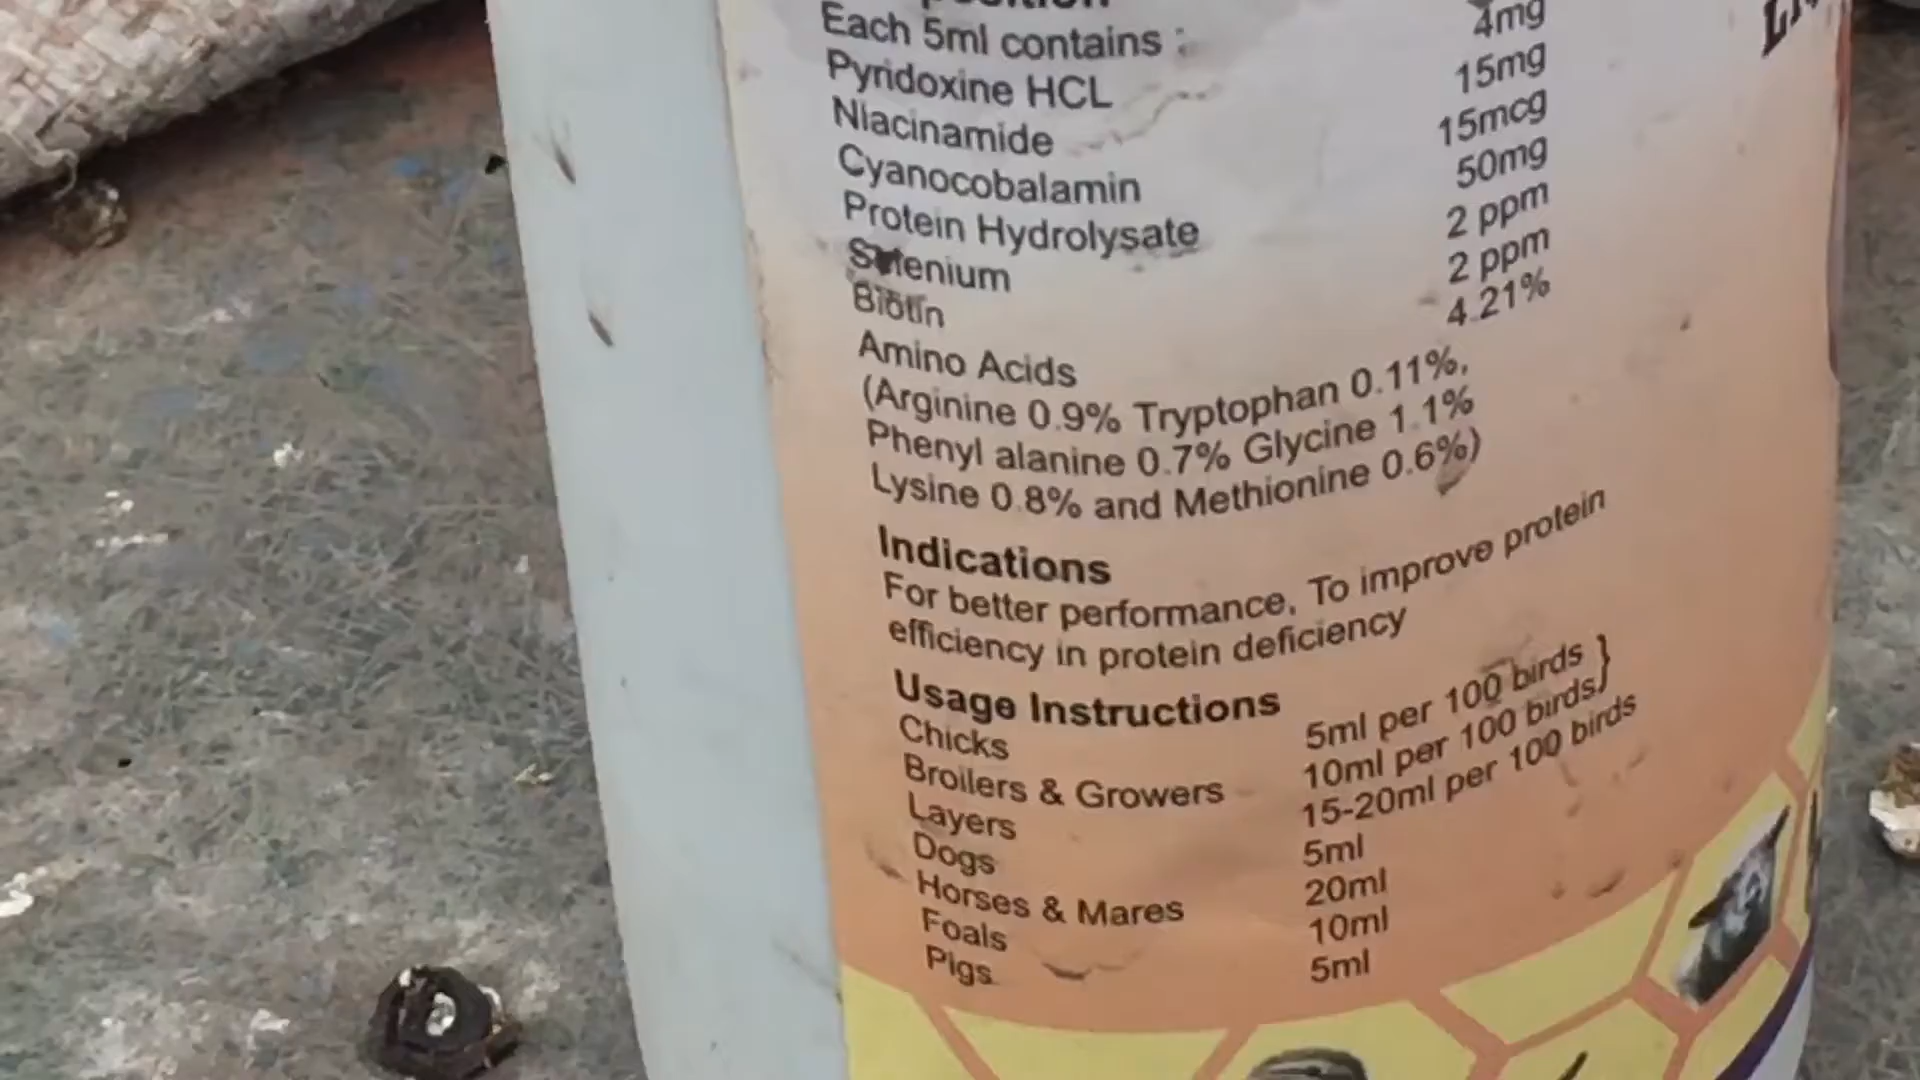 Each 5ml contains :
Pyridoxine HCL 4mg
Niacinamide 15mg
Cyanocobalamin 15mcg
Protein Hydrolysate 50mg
Selenium 2 ppm
Biotin 2 ppm
Amino Acids 4.21%
(Arginine 0.9% Tryptophan 0.11%,
Phenyl alanine 0.7% Glycine 1.1%
Lysine 0.8% and Methionine 0.6%)
Indications
For better performance, To improve protein
efficiency in protein deficiency
Usage Instructions
Chicks 5ml per 100 birds }
Broilers & Growers 10ml per 100 birds
Layers 15-20ml per 100 birds
Dogs 5ml
Horses & Mares 20ml
Foals 10ml
Pigs 5ml